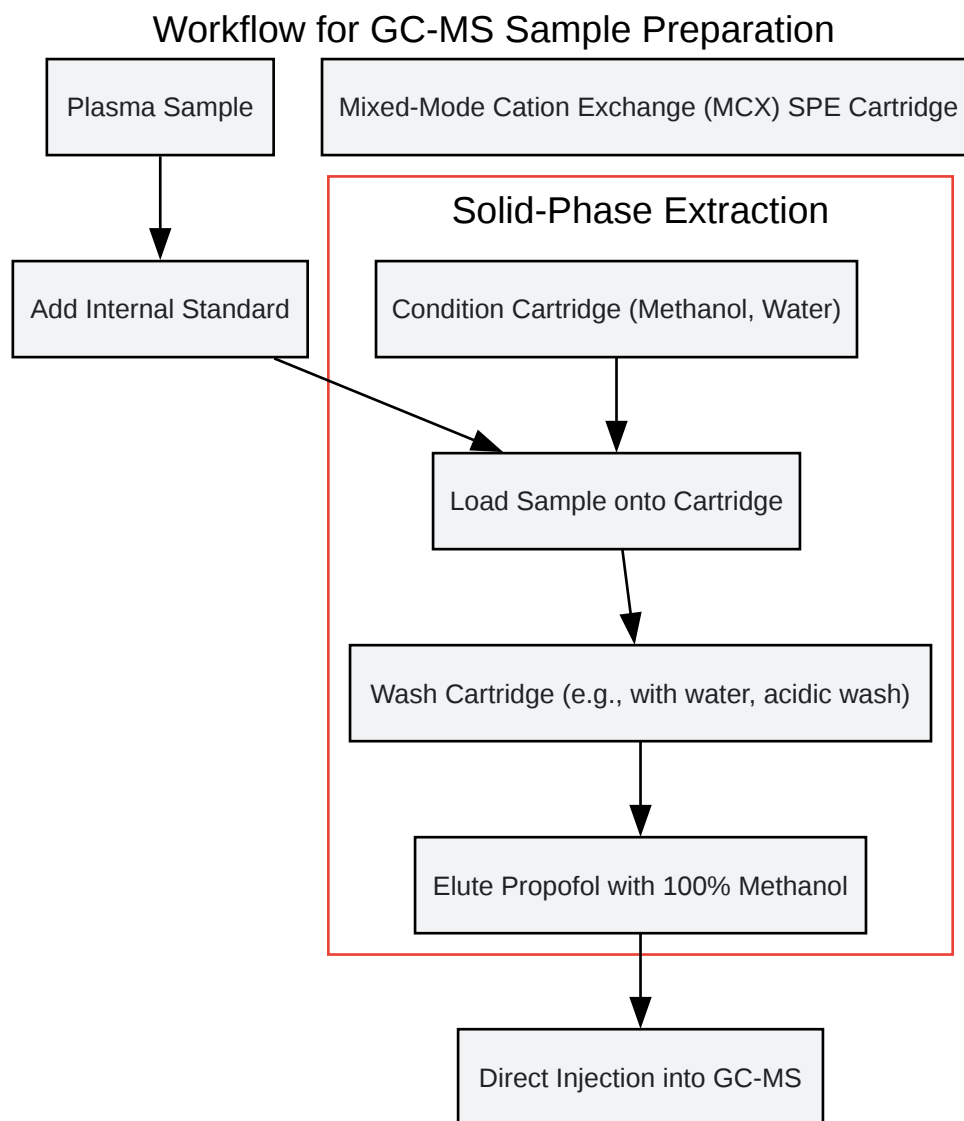 Workflow for GC-MS Sample Preparation
Plasma Sample
Mixed-Mode Cation Exchange (MCX) SPE Cartridge
Solid-Phase Extraction
Add Internal Standard
Condition Cartridge (Methanol, Water)
Load Sample onto Cartridge
Wash Cartridge (e.g., with water, acidic wash)
Elute Propofol with 100% Methanol
Direct Injection into GC-MS